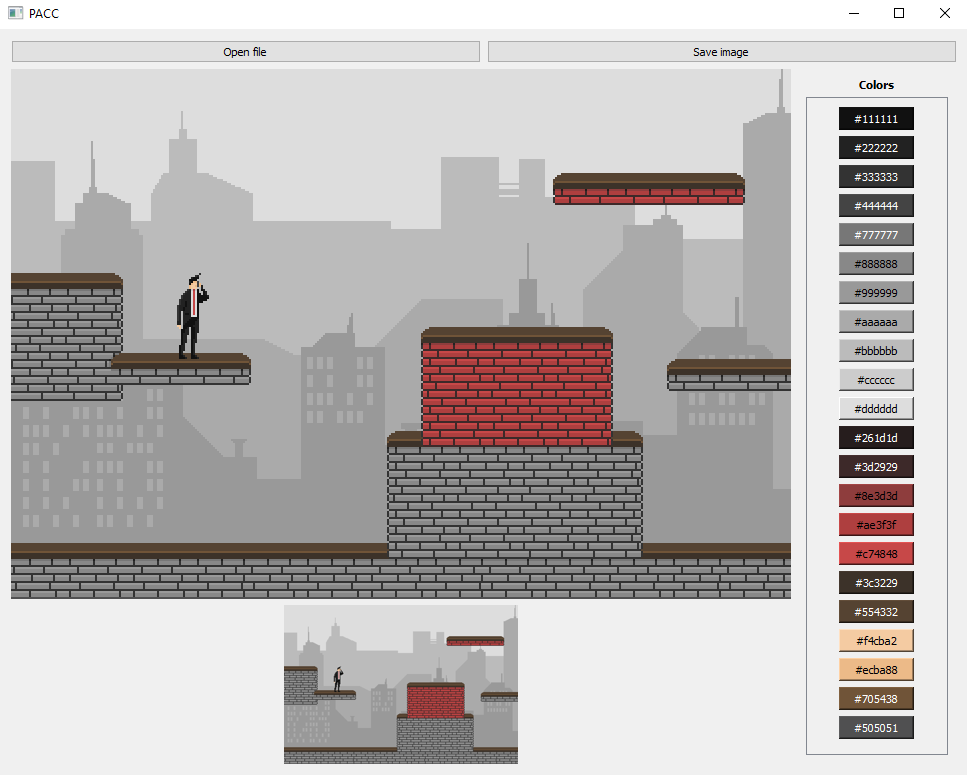 PACC
Open file
Save image
Colors
#111111
#222222
#333333
#444444
#777777
#888888
#999999
#aaaaaa
#bbbbbb
#cccccc
#dddddd
#261d1d
#3d2929
#8e3d3d
#ae3f3f
#c74848
#3c3229
#554332
#f4cba2
#ecba88
#705438
#505051